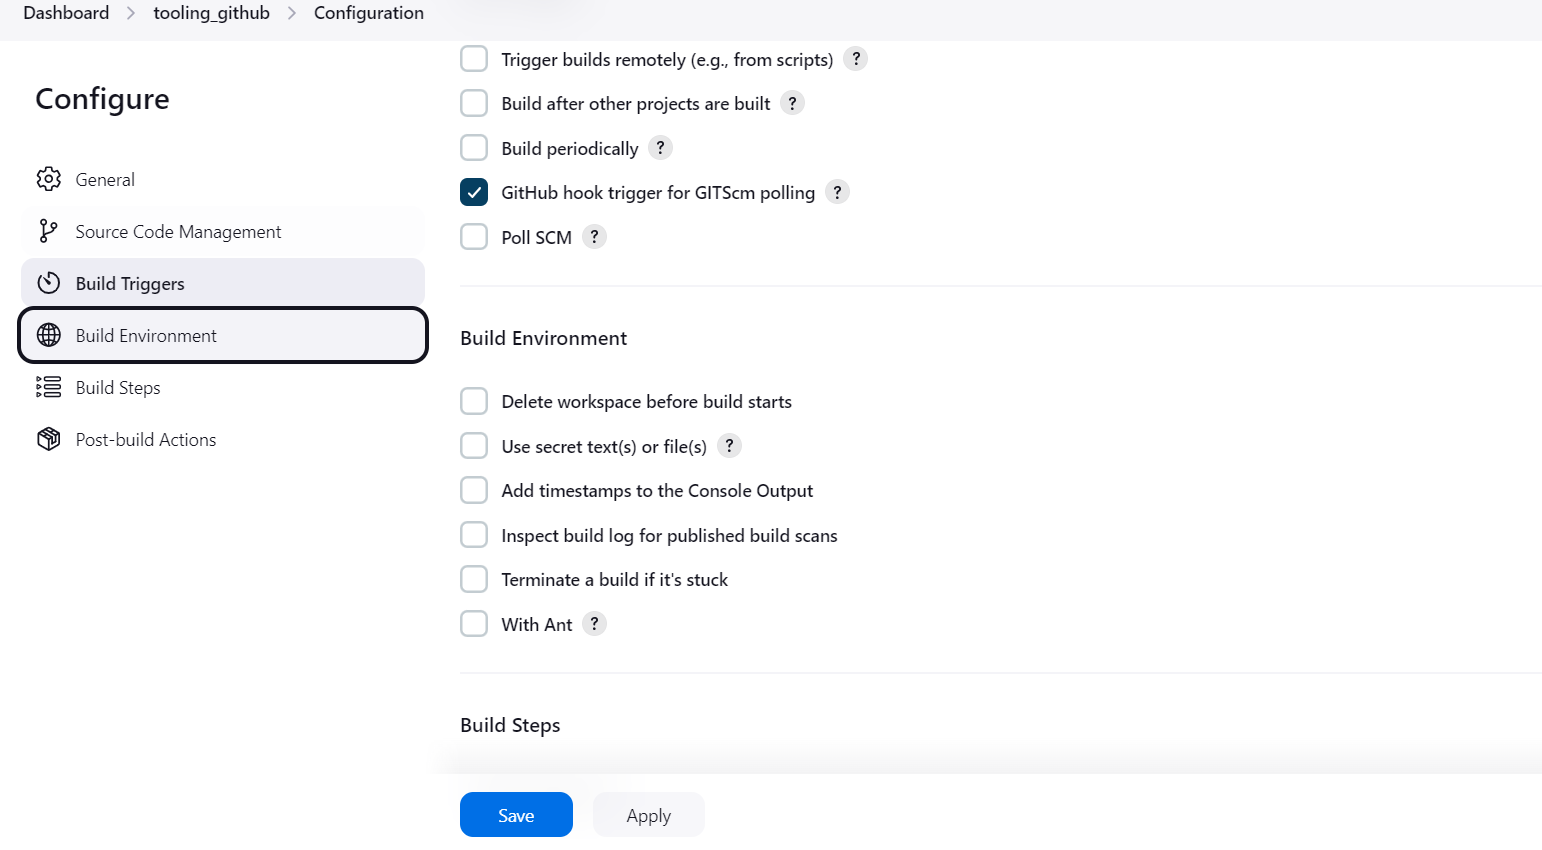 Dashboard > tooling_github > Configuration
Configure
General
Source Code Management
Build Triggers
Build Environment
Build Steps
Post-build Actions
Trigger builds remotely (e.g., from scripts) ?
Build after other projects are built ?
Build periodically ?
GitHub hook trigger for GITScm polling ?
Poll SCM ?
Build Environment
Delete workspace before build starts
Use secret text(s) or file(s) ?
Add timestamps to the Console Output
Inspect build log for published build scans
Terminate a build if it's stuck
With Ant ?
Build Steps
Save Apply